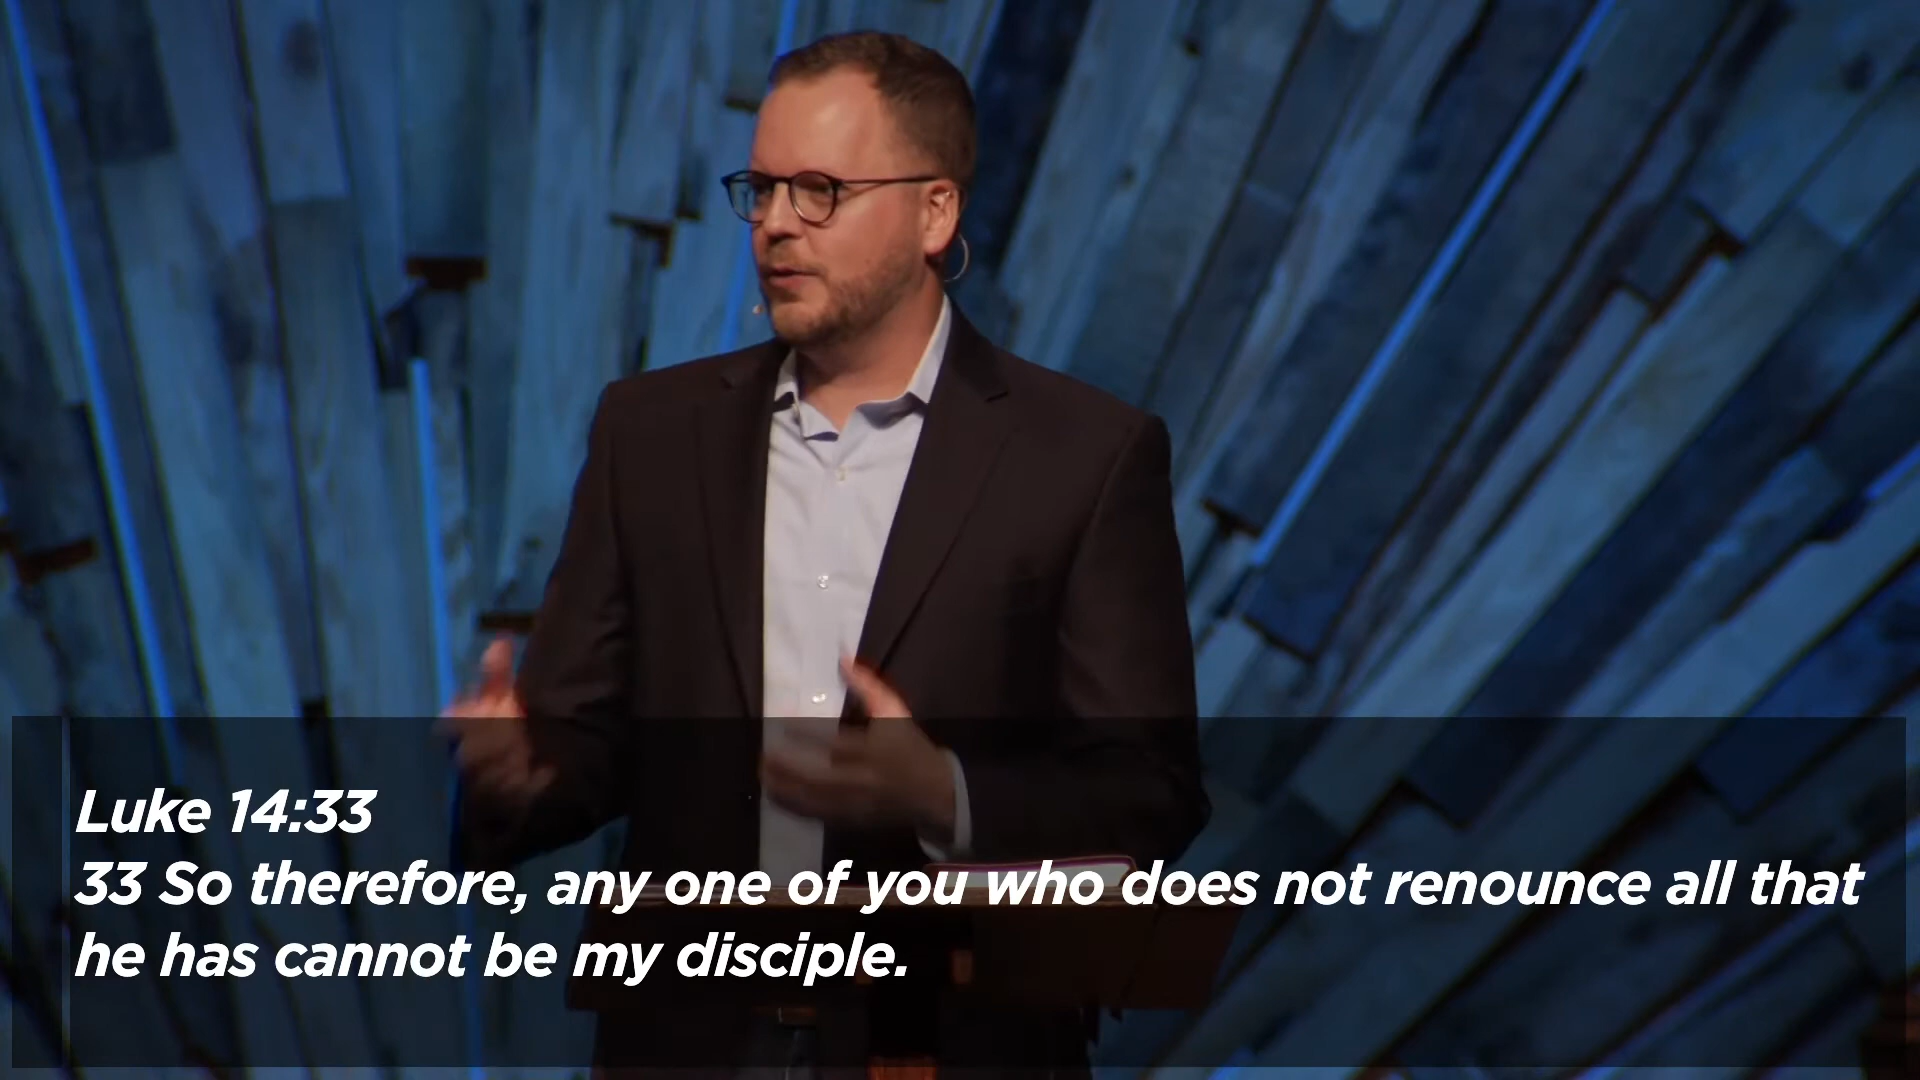 Luke 14:33
33 So therefore, any one of you who does not renounce all that
he has cannot be my disciple.